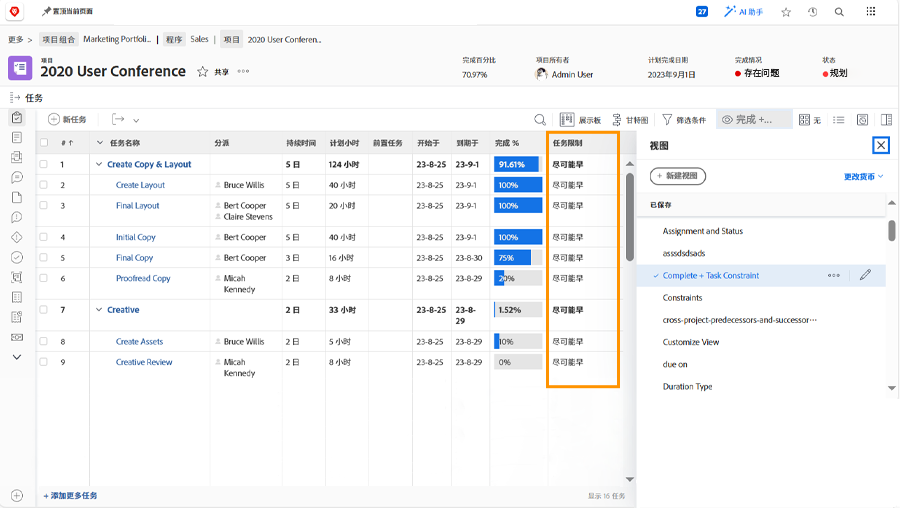 置顶当前页面
27
AI 助手
更多 > 项目组合 Marketing Portfolio... | 程序 Sales | 项目 2020 User Conferen...
项目
2020 User Conference
共享
完成百分比
70.97%
项目所有者
Admin User
计划完成日期
2023年9月1日
完成情况
存在问题
状态
规划
任务
新任务
展示板
甘特图
筛选条件
完成 +...
无
# 任务名称 分派 持续时间 计划小时 前置任务 开始于 到期于 完成 % 任务限制
1 Create Copy & Layout 5 日 124 小时 23-8-25 23-9-1 91.61% 尽可能早
2 Create Layout Bruce Willis 5 日 40 小时 23-8-25 23-9-1 100% 尽可能早
3 Final Layout Bert Cooper 5 日 20 小时 23-8-25 23-9-1 100% 尽可能早
Claire Stevens
4 Initial Copy Bert Cooper 5 日 40 小时 23-8-25 23-9-1 100% 尽可能早
5 Final Copy Bert Cooper 3 日 16 小时 23-8-25 23-8-30 75% 尽可能早
6 Proofread Copy Micah 2 日 8 小时 23-8-25 23-8-29 20% 尽可能早
Kennedy
7 Creative 2 日 33 小时 23-8-25 23-8- 1.52% 尽可能早
29
8 Create Assets Bruce Willis 2 日 5 小时 23-8-25 23-8-29 10% 尽可能早
9 Creative Review Micah 2 日 8 小时 23-8-25 23-8-29 0% 尽可能早
Kennedy
+ 添加更多任务
显示 16 任务
视图
+ 新建视图
更改货币
已保存
Assignment and Status
asssdsdsads
Complete + Task Constraint
Constraints
cross-project-predecessors-and-successor...
Customize View
due on
Duration Type